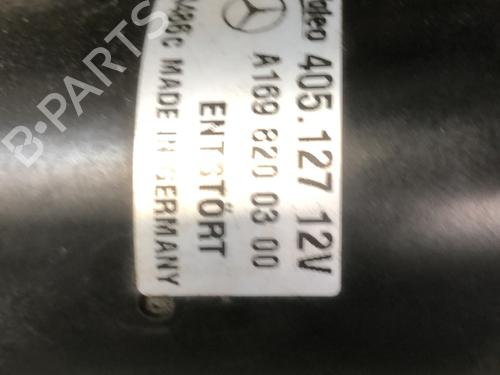 Valeo 405.127 12V
A169 820 03 00
ENTSTÖRT
MADE IN GERMANY
B-PARTS